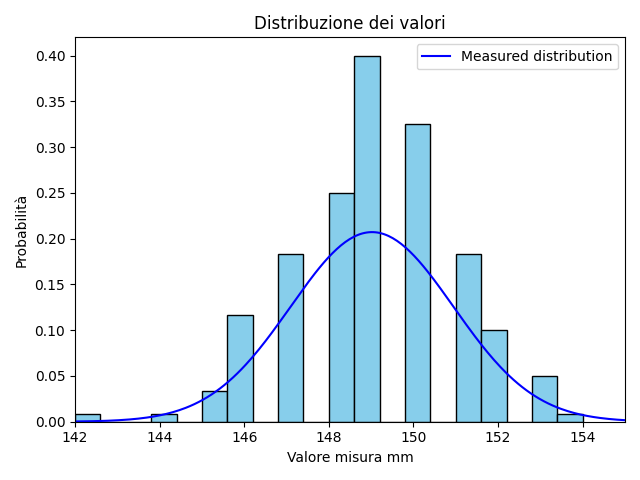 Distribuzione dei valori
Measured distribution
Probabilità
0.40
0.35
0.30
0.25
0.20
0.15
0.10
0.05
0.00
142 144 146 148 150 152 154
Valore misura mm